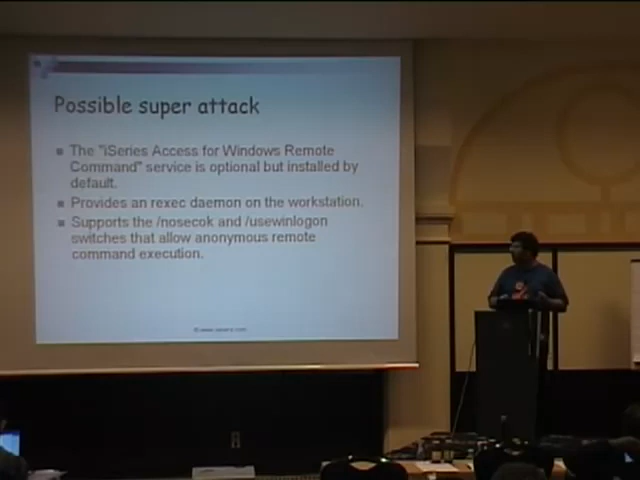 Possible super attack
The "iSeries Access for Windows Remote
Command" service is optional but installed by
default.
Provides an rexec daemon on the workstation.
Supports the /nosecok and /usewinlogon
switches that allow anonymous remote
command execution.